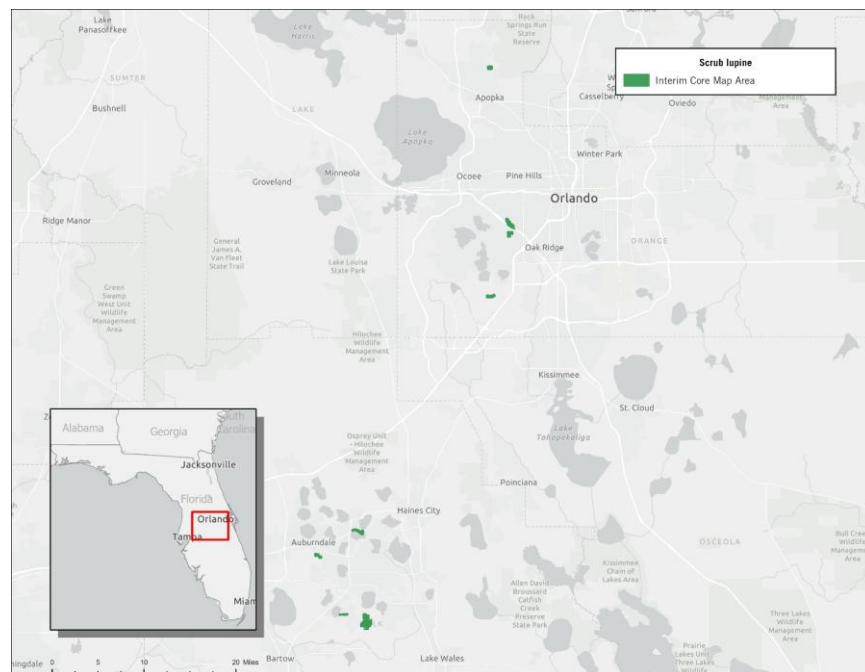 Lake
Panasoffkee
Lake
Harris
Rock
Springs Run
State
Reserve
Scrub lupine
Interim Core Map Area
SUMTER
Bushnell
LAKE
Apopka
Casselberry
Oviedo
Management
Area
Lake
Apopka
Winter Park
Minneola
Ocoee
Pine Hills
Groveland
Orlando
Ridge Manor
General
James A.
Van Fleet
State Trail
Lake Louisa
State Park
Oak Ridge
ORANGE
Green
Swamp
West Unit
Wildlife
Management
Area
Hilochee
Wildlife
Management
Area
Kissimmee
St. Cloud
Lake
Tohopekaliga
Osprey Unit
- Hilochee
Wildlife
Management
Area
Poinciana
Haines City
Auburndale
OSCEOLA
Bull Creek
Wildlife
Management
Area
Kissimmee
Chain of
Lakes Area
Allen David
Broussard
Catfish
Creek
Preserve
State Park
Three Lakes
Wildlife
Management
Area
Prairie
Lakes Unit
Three Lakes
Wildlife
Bartow
Lake Wales
Alabama
Georgia
South
Carolina
Jacksonville
Florida
Orlando
Tampa
Miam
0 5 10 20 Miles